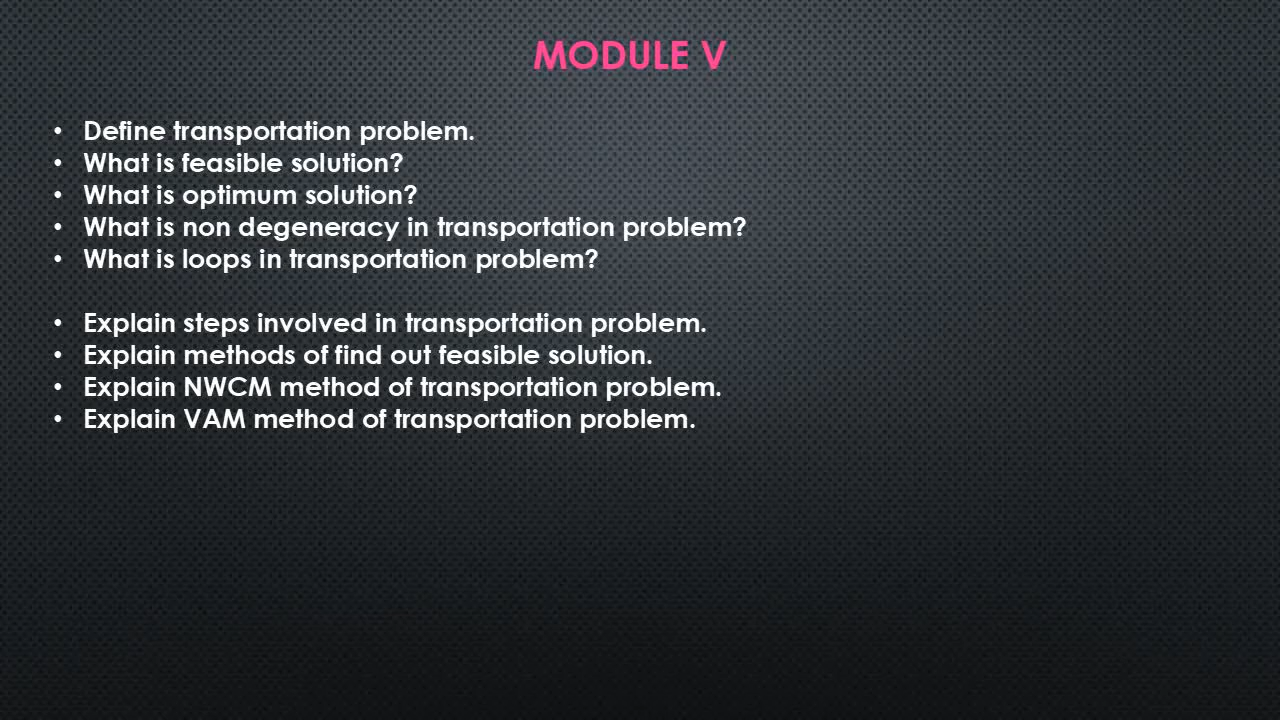 MODULE V
• Define transportation problem.
• What is feasible solution?
• What is optimum solution?
• What is non degeneracy in transportation problem?
• What is loops in transportation problem?
• Explain steps involved in transportation problem.
• Explain methods of find out feasible solution.
• Explain NWCM method of transportation problem.
• Explain VAM method of transportation problem.